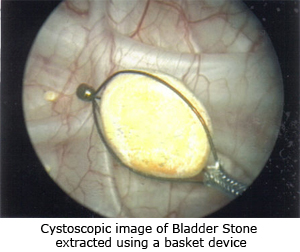 Cystoscopic image of Bladder Stone
extracted using a basket device